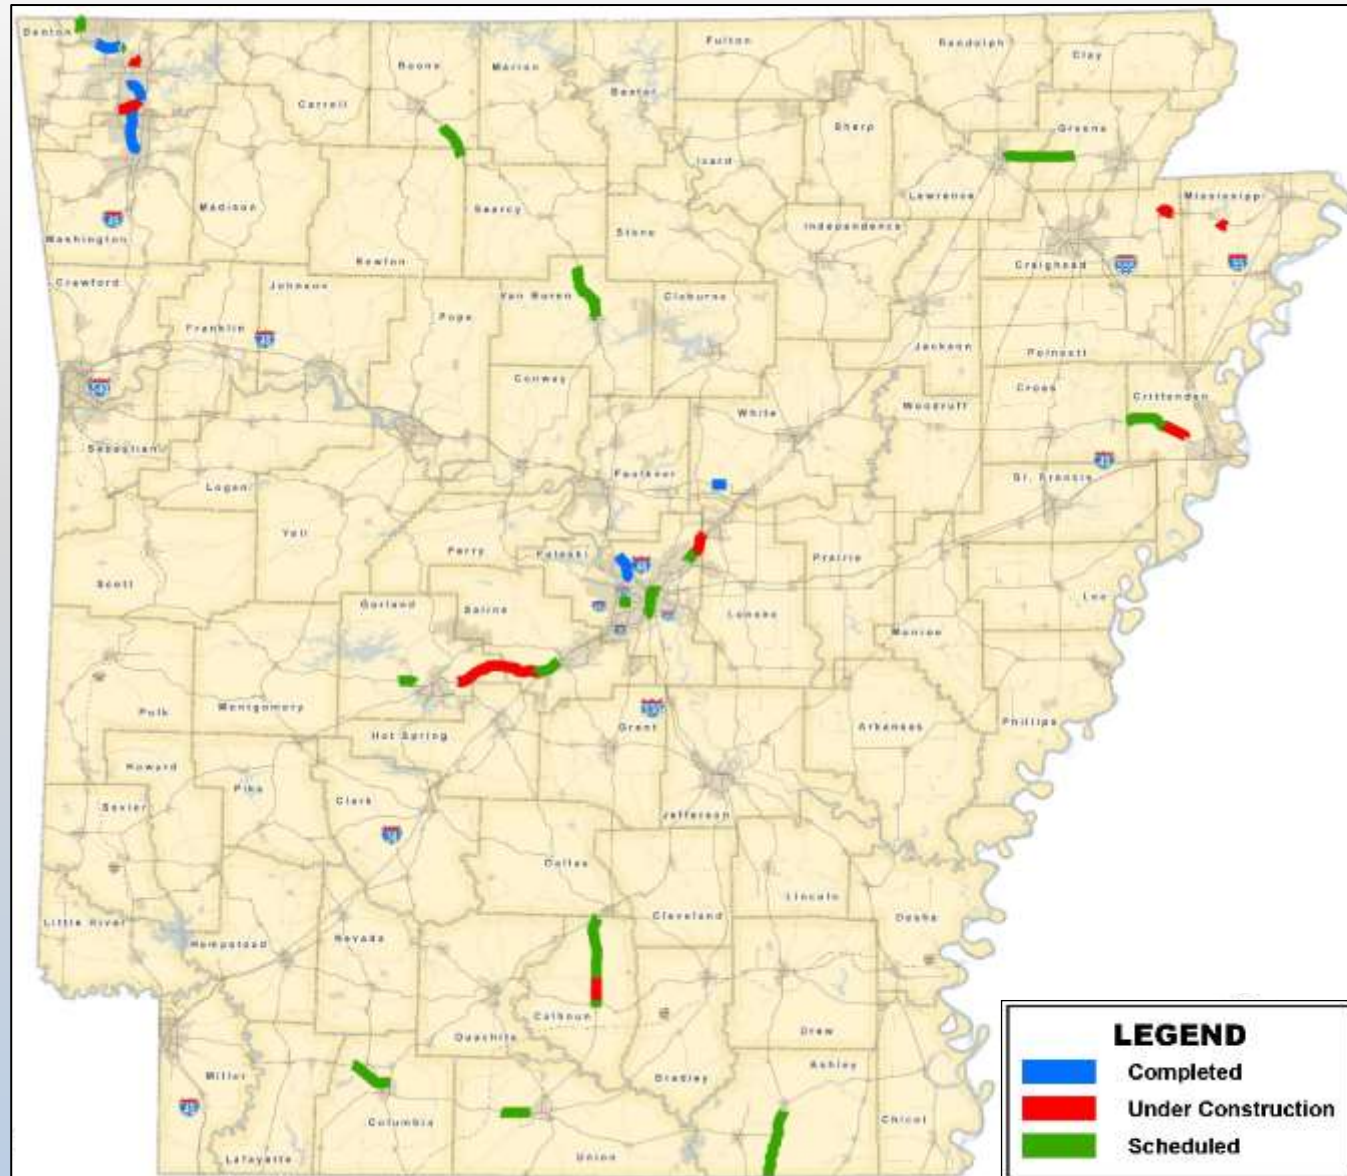 Benton
Boone
Marion
Baxter
Fulton
Randolph
Clay
Carroll
Sharp
Greene
Izard
Lawrence
Mississippi
Madison
Searcy
Stone
Independence
Washington
Newton
Craighead
Crawford
Johnson
Van Buren
Cleburne
Franklin
Pope
Jackson
Poinsett
Conway
Cross
Crittenden
White
Woodruff
Sebastian
Logan
Faulkner
St. Francis
Yell
Perry
Pulaski
Prairie
Scott
Garland
Saline
Lonoke
Lee
Monroe
Polk
Montgomery
Grant
Arkansas
Phillips
Hot Spring
Howard
Pike
Sevier
Clark
Jefferson
Dallas
Lincoln
Little River
Hempstead
Nevada
Cleveland
Desha
Calhoun
Ouachita
Drew
Miller
Bradley
Ashley
Columbia
Chicot
Lafayette
Union
LEGEND
Completed
Under Construction
Scheduled